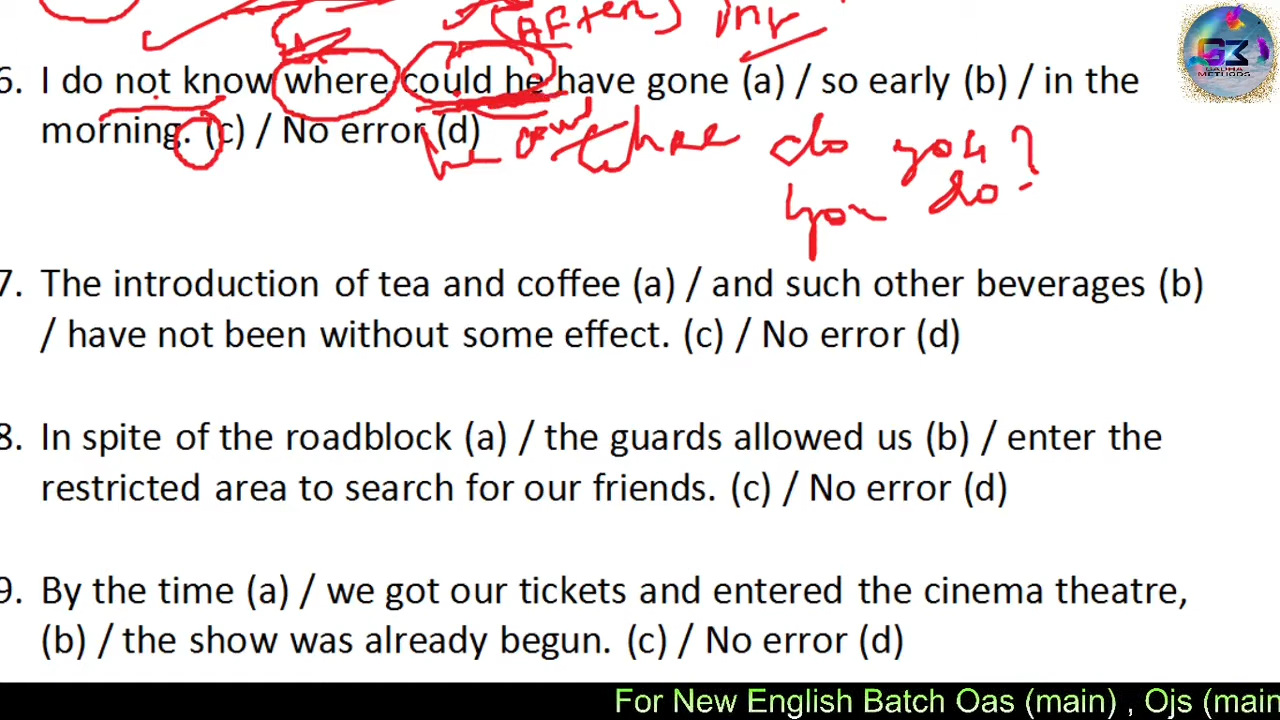 (After) inv
6. I do not know where could he have gone (a) / so early (b) / in the
morning. (c) / No error (d)
do you?
you do
7. The introduction of tea and coffee (a) / and such other beverages (b)
/ have not been without some effect. (c) / No error (d)
8. In spite of the roadblock (a) / the guards allowed us (b) / enter the
restricted area to search for our friends. (c) / No error (d)
9. By the time (a) / we got our tickets and entered the cinema theatre,
(b) / the show was already begun. (c) / No error (d)
For New English Batch Oas (main) , Ojs (main